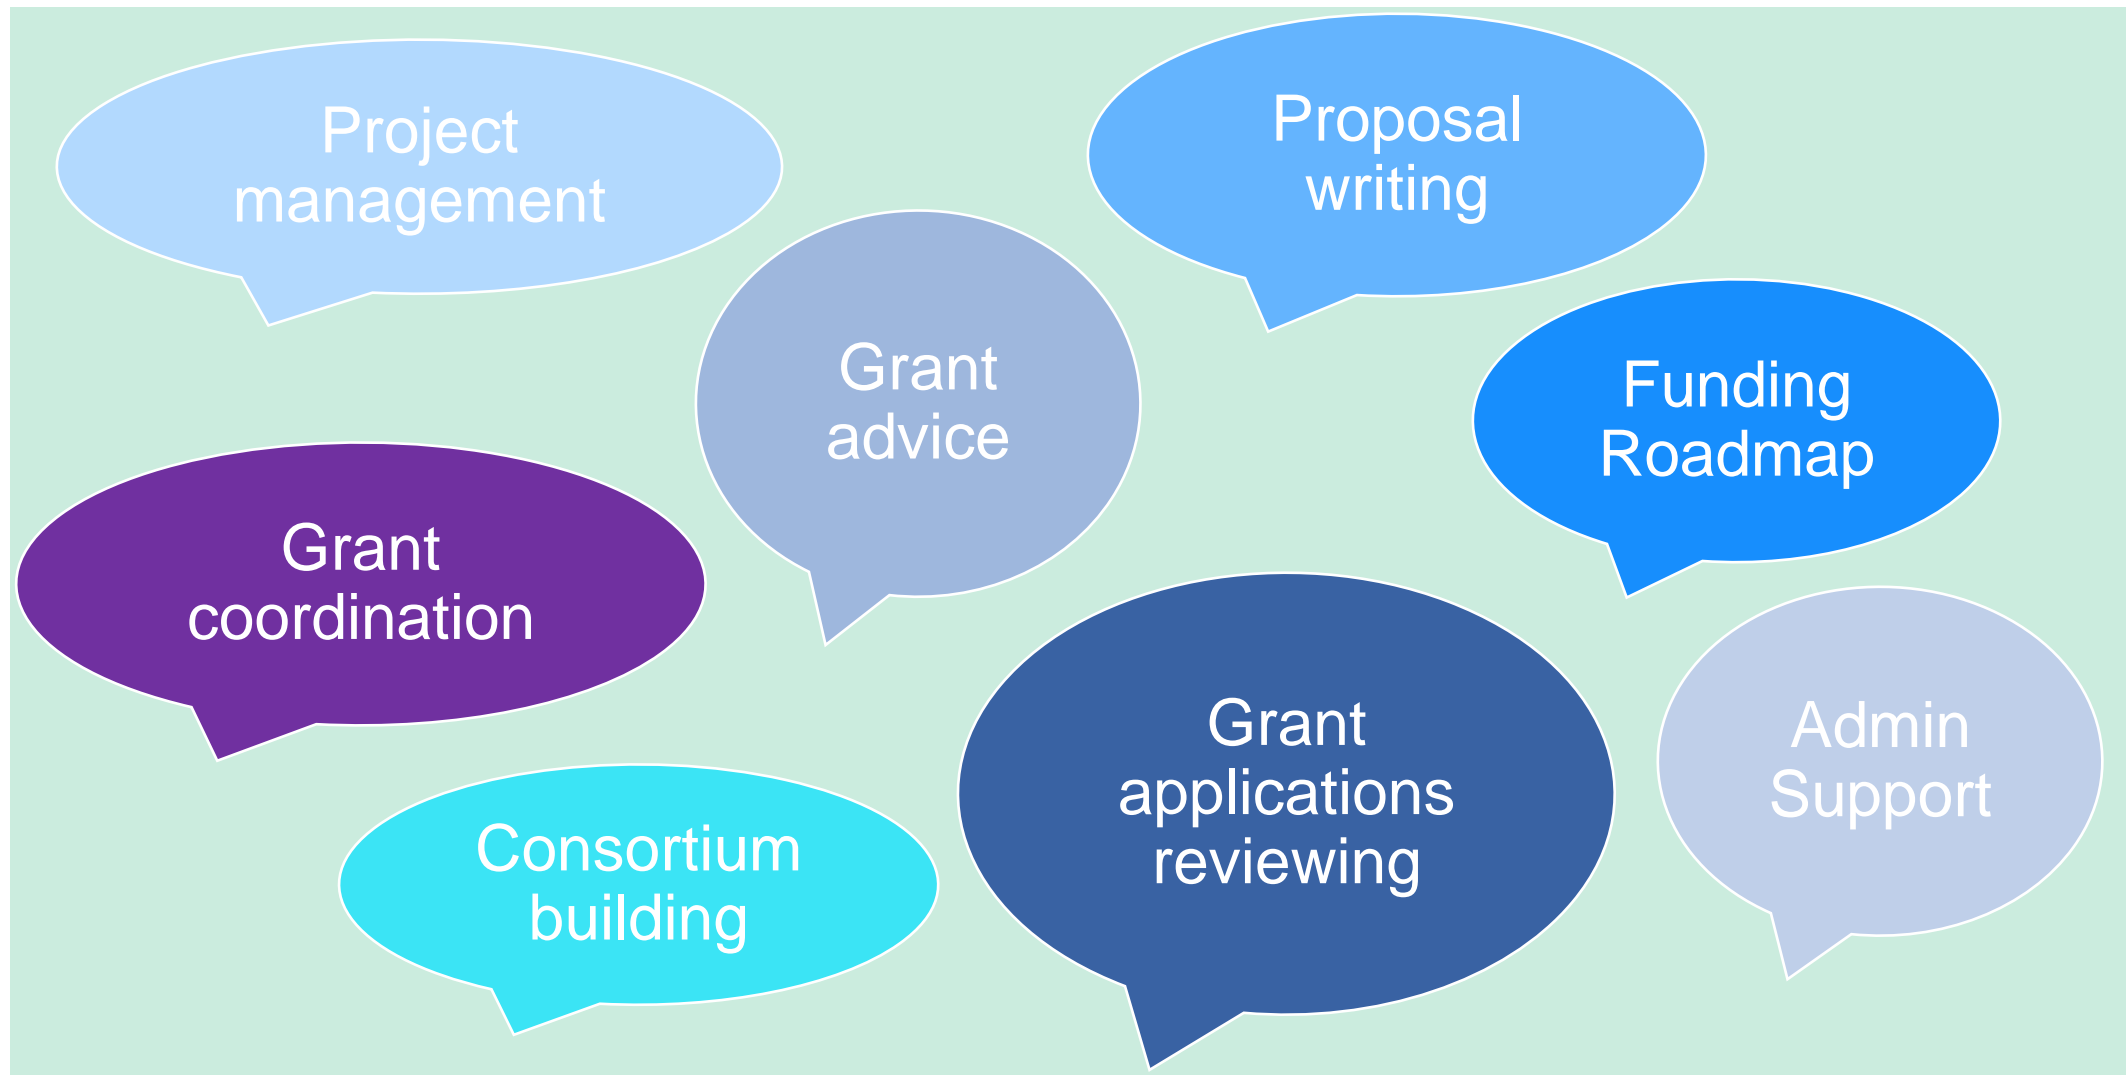 Project
management
Proposal
writing
Grant
advice
Funding
Roadmap
Grant
coordination
Grant
applications
reviewing
Admin
Support
Consortium
building